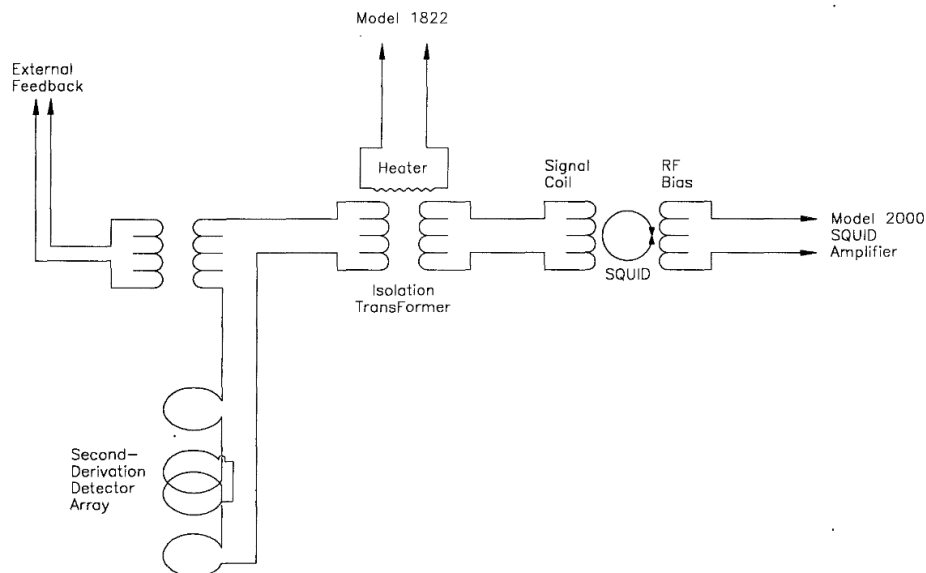 Model 1822
External
Feedback
Heater
Signal
Coil
RF
Bias
Model 2000
SQUID
Amplifier
SQUID
Isolation
TransFormer
Second-
Derivation
Detector
Array